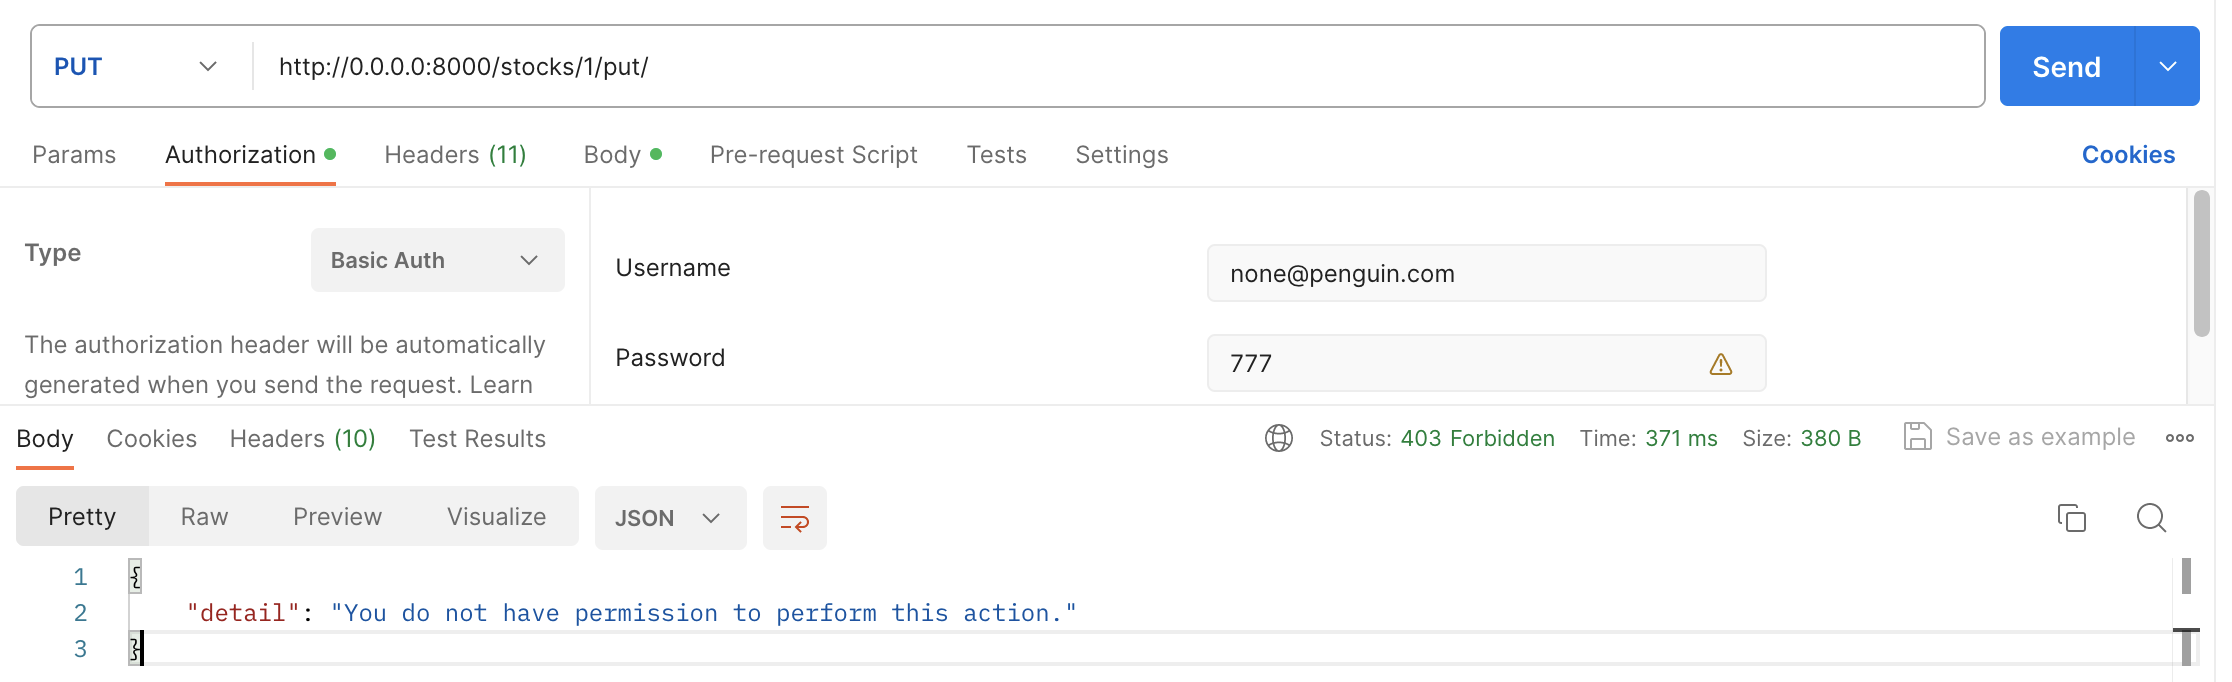 PUT http://0.0.0.0:8000/stocks/1/put/ Send
Params Authorization Headers (11) Body Pre-request Script Tests Settings Cookies
Type Basic Auth
Username none@penguin.com
The authorization header will be automatically
generated when you send the request. Learn
Password 777
Body Cookies Headers (10) Test Results Status: 403 Forbidden Time: 371 ms Size: 380 B Save as example
Pretty Raw Preview Visualize JSON
1 {
2 "detail": "You do not have permission to perform this action."
3 }